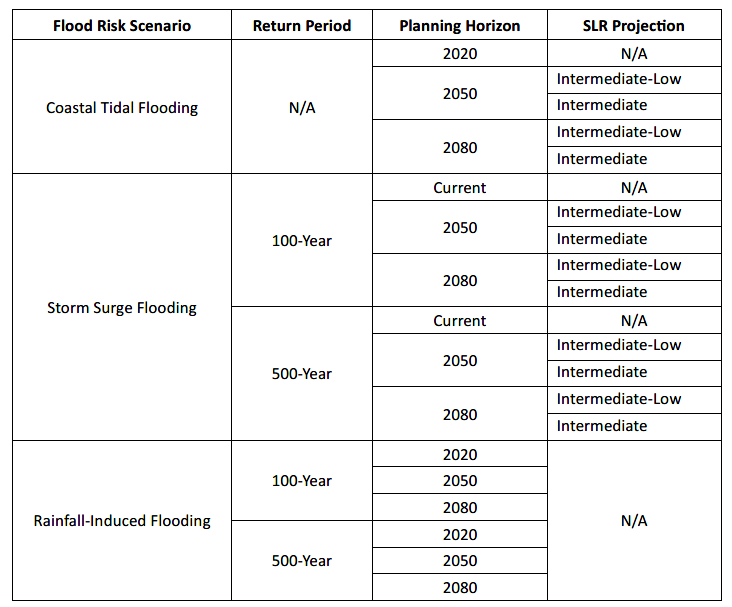 Flood Risk Scenario Return Period Planning Horizon SLR Projection
2020 N/A
Intermediate-Low
2050
Intermediate
Coastal Tidal Flooding N/A
Intermediate-Low
2080
Intermediate
Current N/A
Intermediate-Low
2050
Intermediate
100-Year
Intermediate-Low
2080
Intermediate
Storm Surge Flooding
Current N/A
Intermediate-Low
2050
Intermediate
500-Year
Intermediate-Low
2080
Intermediate
2020
100-Year 2050
2080
Rainfall-Induced Flooding N/A
2020
500-Year 2050
2080